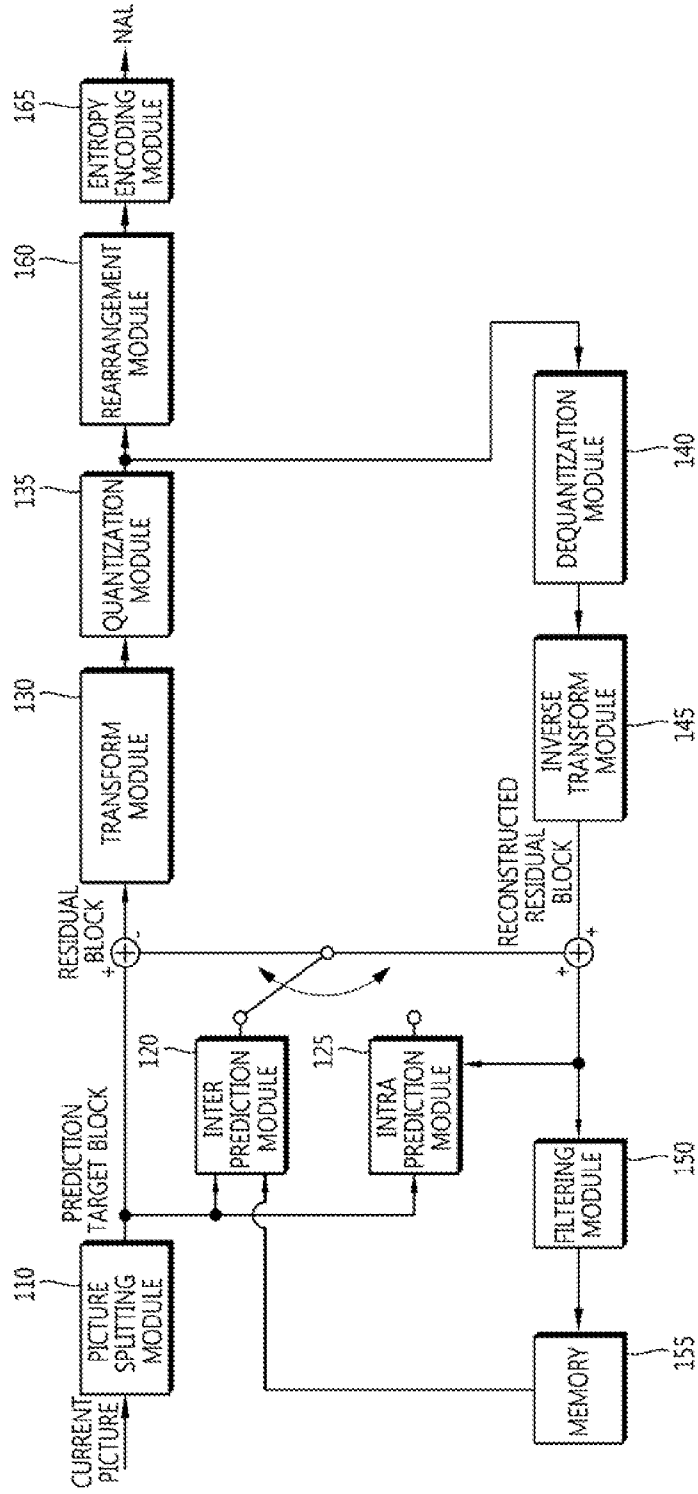 CURRENT
PICTURE
110
PICTURE
SPLITTING
MODULE
PREDICTION
TARGET BLOCK
RESIDUAL
BLOCK
+
-
130
TRANSFORM
MODULE
135
QUANTIZATION
MODULE
160
REARRANGEMENT
MODULE
165
ENTROPY
ENCODING
MODULE
NAL
120
INTER
PREDICTION
MODULE
125
INTRA
PREDICTION
MODULE
MEMORY
155
FILTERING
MODULE
150
+
+
RECONSTRUCTED
RESIDUAL
BLOCK
INVERSE
TRANSFORM
MODULE
145
DEQUANTIZATION
MODULE
140